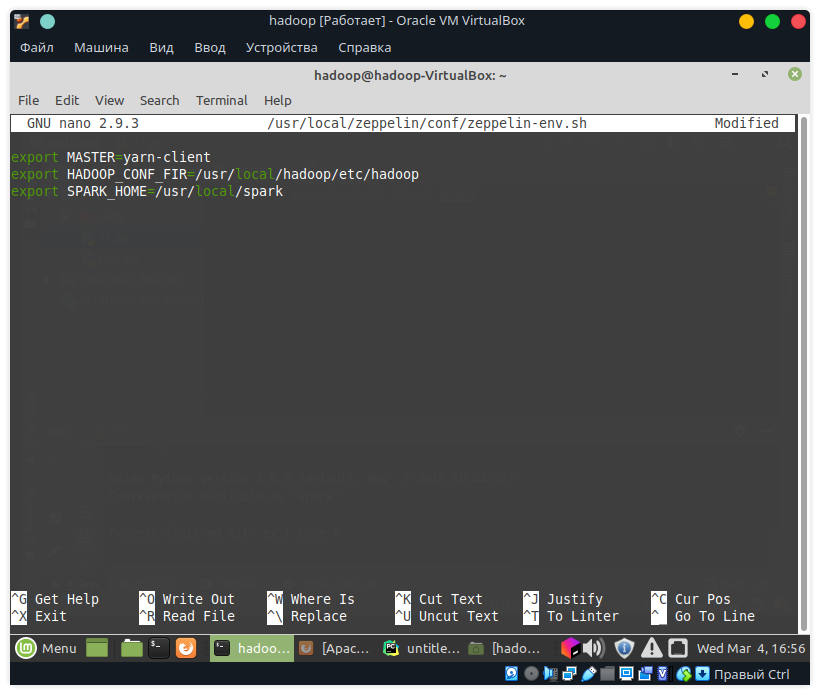 hadoop [Работает] - Oracle VM VirtualBox
Файл Машина Вид Ввод Устройства Справка
hadoop@hadoop-VirtualBox: ~
File Edit View Search Terminal Help
GNU nano 2.9.3 /usr/local/zeppelin/conf/zeppelin-env.sh Modified
export MASTER=yarn-client
export HADOOP_CONF_FIR=/usr/local/hadoop/etc/hadoop
export SPARK_HOME=/usr/local/spark
^G Get Help ^O Write Out ^W Where Is ^K Cut Text ^J Justify ^C Cur Pos
^X Exit ^R Read File ^\ Replace ^U Uncut Text ^T To Linter ^_ Go To Line
Menu hadoo... [Apac... untitle... [hado... Wed Mar 4, 16:56
Правый Ctrl